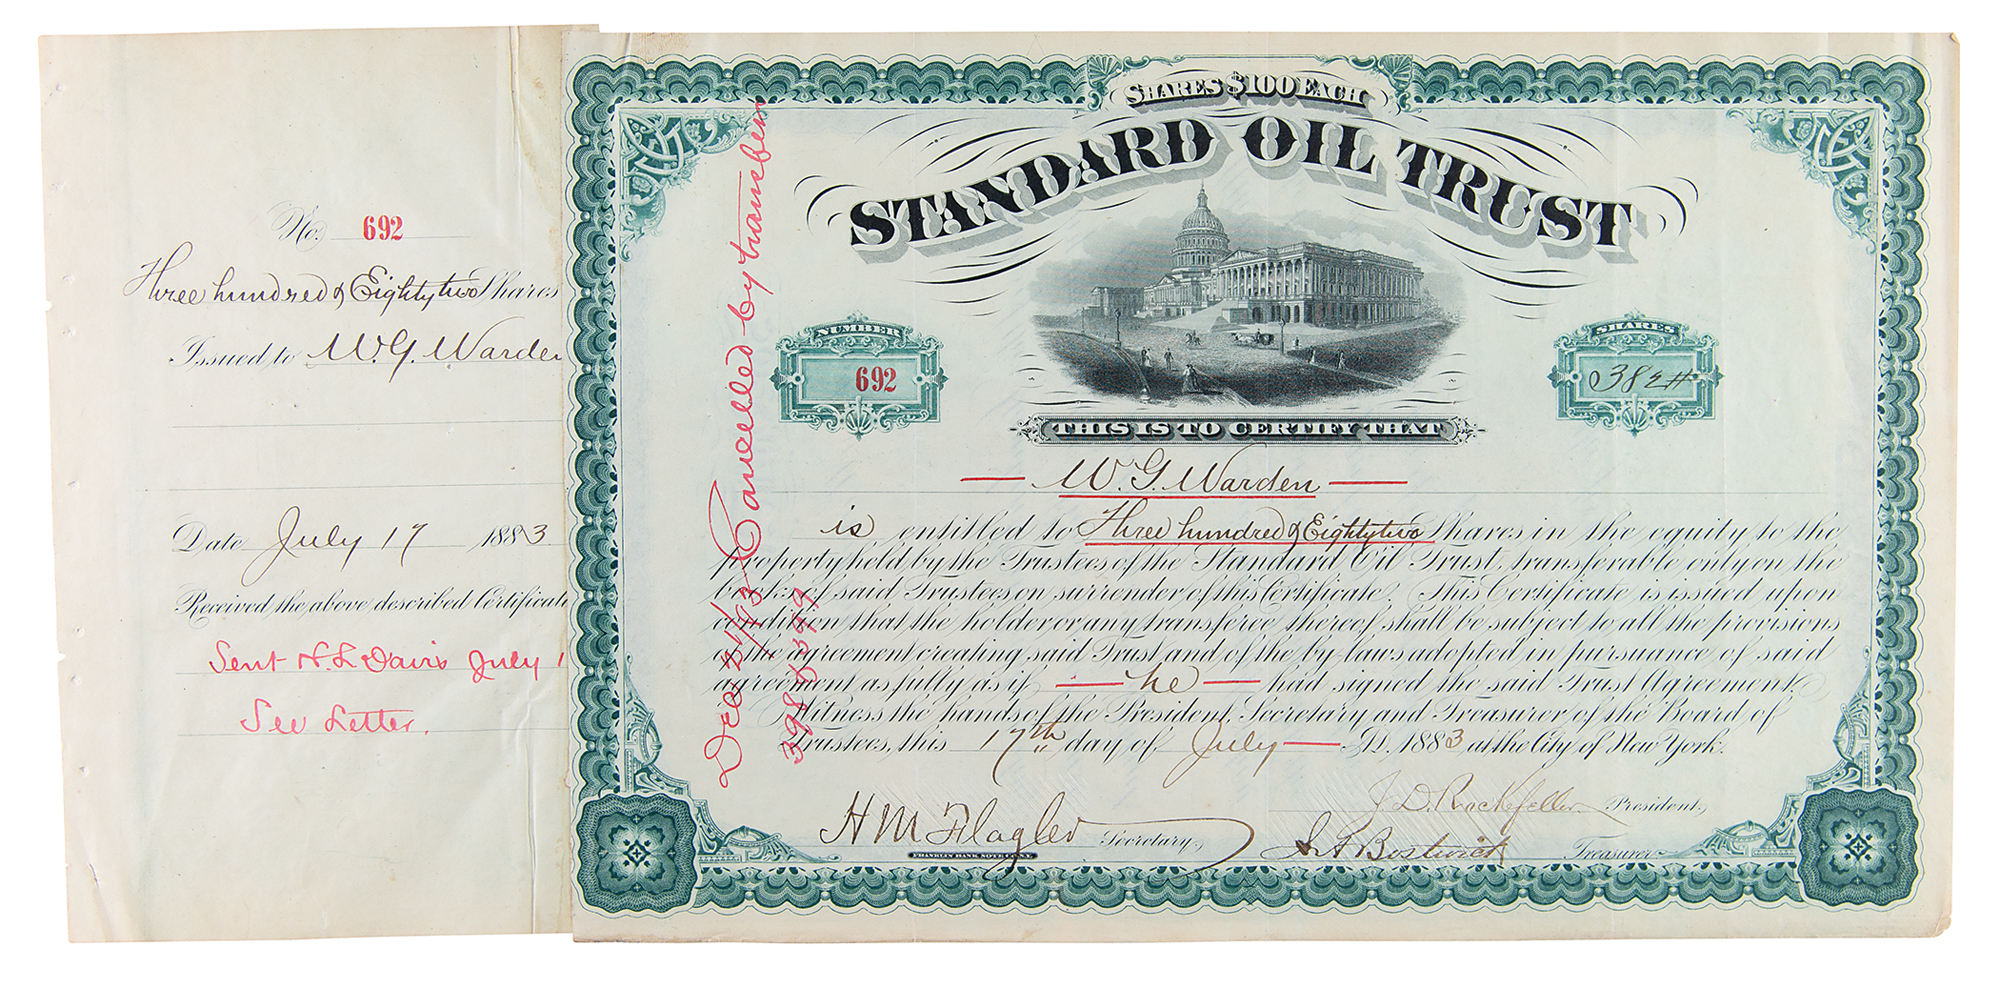 No. 692
Three hundred & Eighty two Shares
Issued to W. G. Warden
Date July 17 1883
Received the above described Certificate
Sent N. L. Davis July 1
See Letter.
SHARES $100 EACH
STANDARD OIL TRUST
NUMBER
692
SHARES
382
THIS IS TO CERTIFY THAT
W. G. Warden
is entitled to Three hundred & Eighty two Shares in the equity to the
property held by the Trustees of the Standard Oil Trust, transferable only on the
books of said Trustees on surrender of this Certificate. This Certificate is issued upon
condition that the holder or any transferee thereof shall be subject to all the provisions
of the agreement creating said Trust and of the by-laws adopted in pursuance of said
agreement as fully as if he had signed the said Trust Agreement.
Witness the hands of the President, Secretary and Treasurer of the Board of
Trustees, this 17th day of July A.D. 1883 at the City of New York.
J. D. Rockefeller President,
H M Flagler Secretary,
Bostwick Treasurer
FRANKLIN BANK NOTE CO. N.Y.
Cancelled by transfer
Dec